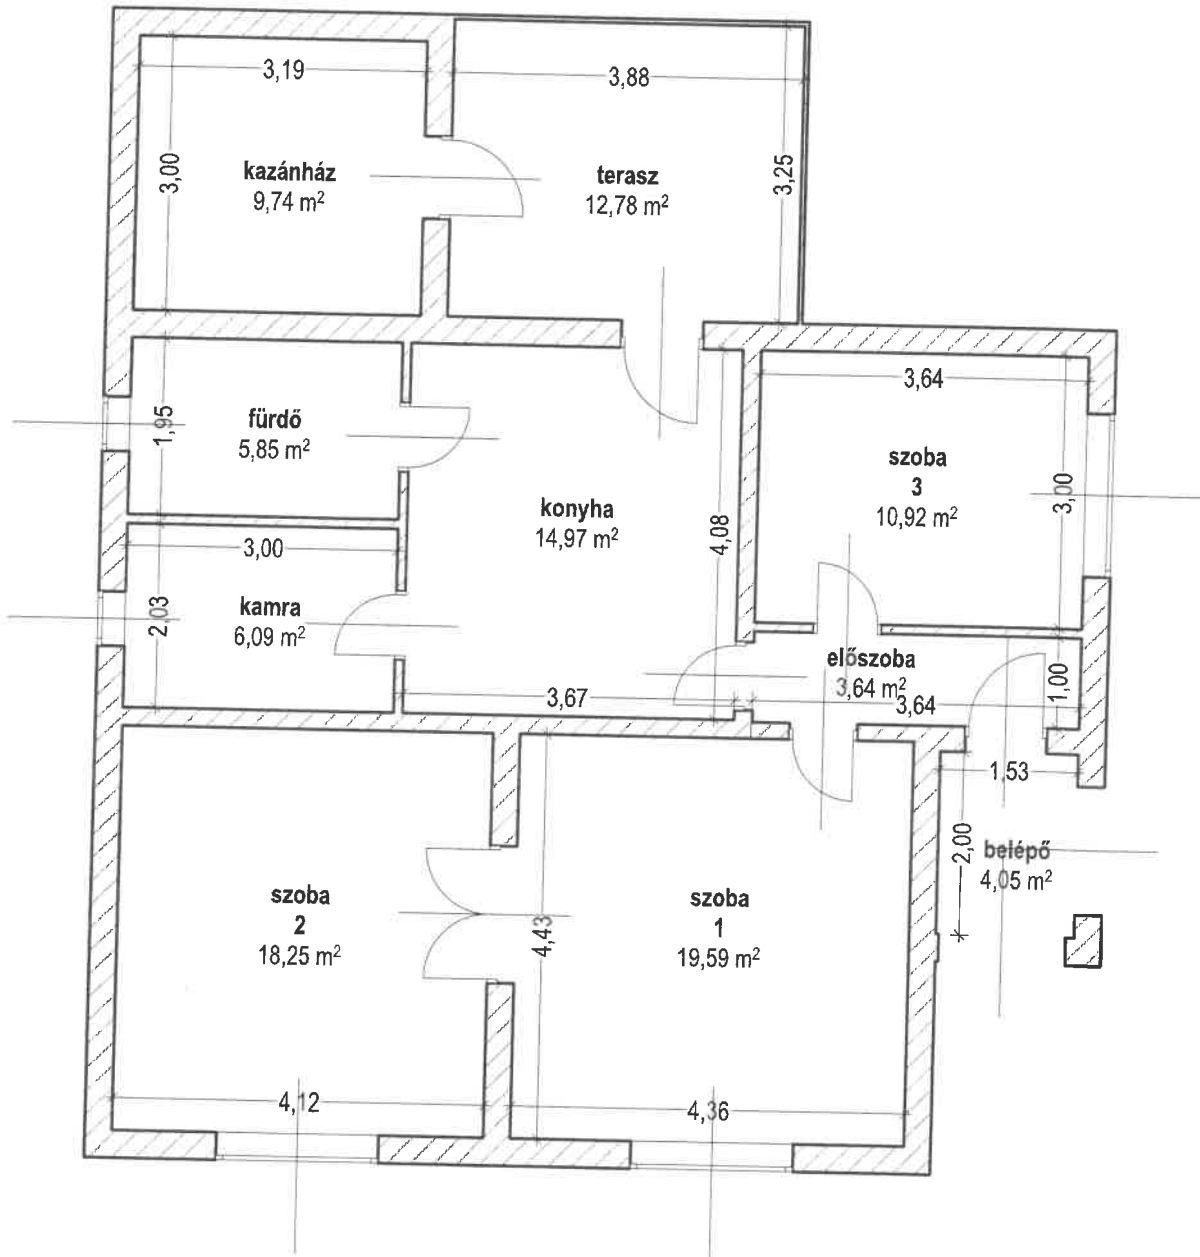 3,19
3,88
3,00
kazánház
9,74 m²
terasz
12,78 m²
3,25
3,64
1,95
fürdő
5,85 m²
szoba
3
10,92 m²
3,00
konyha
14,97 m²
4,08
3,00
kamra
6,09 m²
2,03
előszoba
3,64 m²
1,00
3,67
3,64
1,53
2,00
belépő
4,05 m²
szoba
2
18,25 m²
4,43
szoba
1
19,59 m²
4,12
4,36